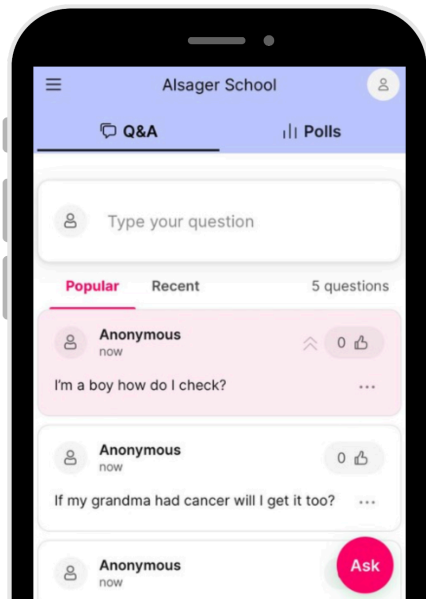 Alsager School
Q&A Polls
Type your question
Popular Recent 5 questions
Anonymous
now
0
I'm a boy how do I check?
Anonymous
now
0
If my grandma had cancer will I get it too?
Anonymous
now
Ask